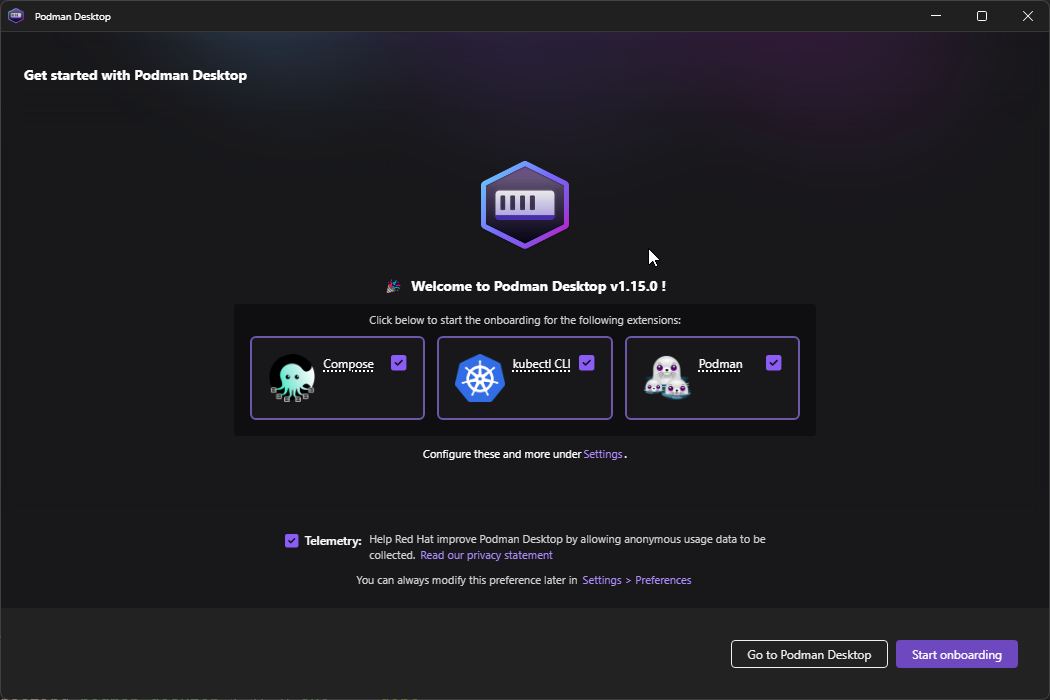 Podman Desktop
Get started with Podman Desktop
Welcome to Podman Desktop v1.15.0 !
Click below to start the onboarding for the following extensions:
Compose
kubectl CLI
Podman
Configure these and more under Settings .
Telemetry: Help Red Hat improve Podman Desktop by allowing anonymous usage data to be
collected. Read our privacy statement
You can always modify this preference later in Settings > Preferences
Go to Podman Desktop
Start onboarding